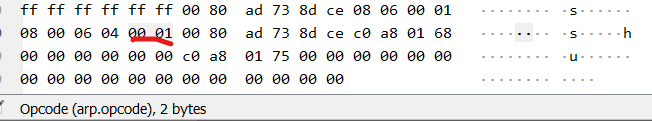 ff ff ff ff ff ff 00 80 ad 73 8d ce 08 06 00 01 ········ ·s······
08 00 06 04 00 01 00 80 ad 73 8d ce c0 a8 01 68 ········ ·s·····h
00 00 00 00 00 00 c0 a8 01 75 00 00 00 00 00 00 ········ ·u······
00 00 00 00 00 00 00 00 00 00 00 00 ········ ····
Opcode (arp.opcode), 2 bytes